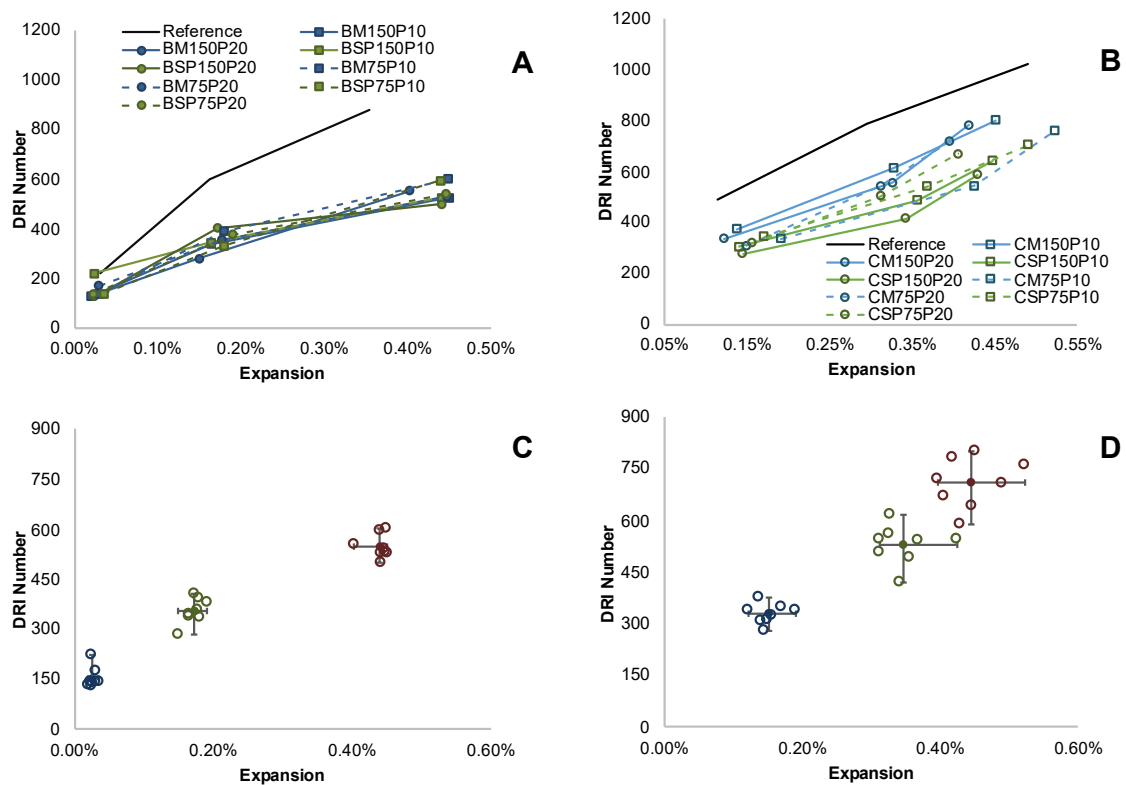 A
1200
1000
800
600
400
200
0
DRI Number
Reference BM150P10
BM150P20 BSP150P10
BSP150P20 BM75P10
BM75P20 BSP75P10
BSP75P20
0.00% 0.10% 0.20% 0.30% 0.40% 0.50%
Expansion
B
1200
1000
800
600
400
200
0
DRI Number
Reference CM150P10
CM150P20 CSP150P10
CSP150P20 CM75P10
CM75P20 CSP75P10
CSP75P20
0.05% 0.15% 0.25% 0.35% 0.45% 0.55%
Expansion
C
900
750
600
450
300
150
0
DRI Number
0.00% 0.20% 0.40% 0.60%
Expansion
D
900
750
600
450
300
150
0
DRI Number
0.00% 0.20% 0.40% 0.60%
Expansion